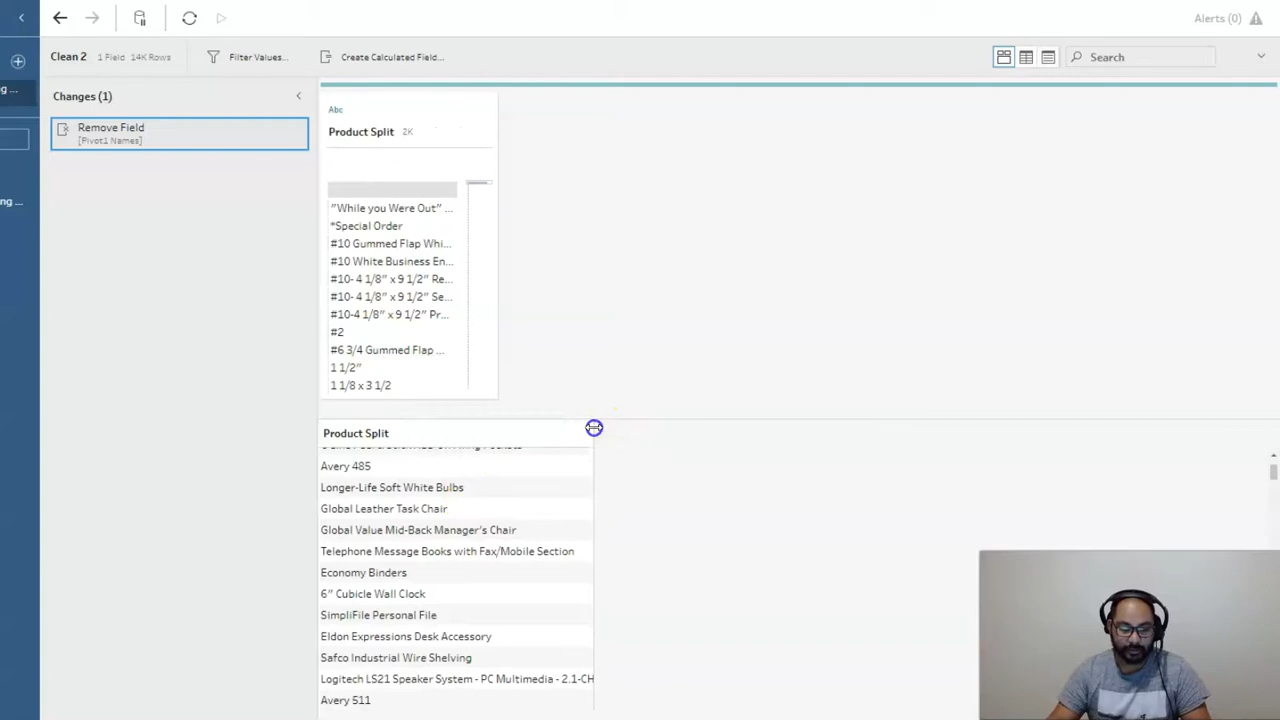 Alerts (0)
Clean 2 1 Field 14K Rows Filter Values... Create Calculated Field... Search
g ...
Changes (1)
Remove Field
[Pivot1 Names]
ng ...
Abc
Product Split 2K
"While you Were Out" ...
*Special Order
#10 Gummed Flap Whi...
#10 White Business En...
#10- 4 1/8" x 9 1/2" Re...
#10- 4 1/8" x 9 1/2" Se...
#10-4 1/8" x 9 1/2" Pr...
#2
#6 3/4 Gummed Flap ...
1 1/2"
1 1/8 x 3 1/2
Product Split
Avery 485
Longer-Life Soft White Bulbs
Global Leather Task Chair
Global Value Mid-Back Manager's Chair
Telephone Message Books with Fax/Mobile Section
Economy Binders
6" Cubicle Wall Clock
SimpliFile Personal File
Eldon Expressions Desk Accessory
Safco Industrial Wire Shelving
Logitech LS21 Speaker System - PC Multimedia - 2.1-CH
Avery 511